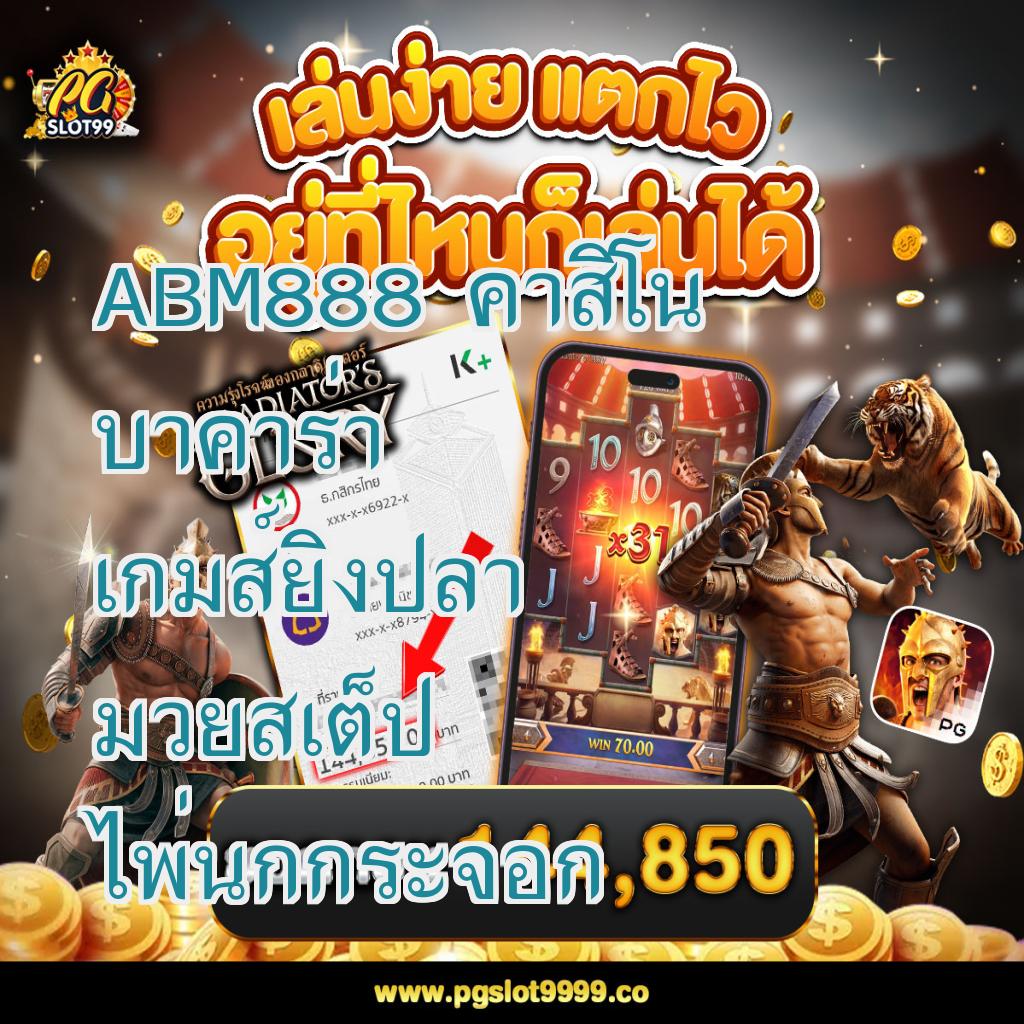 PG
SLOT99
เล่นง่าย แตกไว
อยู่ที่ไหนก็เล่นได้
ABM888 คาสิโน
บาคาร่า
เกมส์ยิงปลา
มวยสเต็ป
ไพ่นกกระจอก
K+
ธ.กสิกรไทย
xxx-x-x6922-x
9
10
10
10
x31
J
J
J
WIN 70.00
PG
,850
www.pgslot9999.co